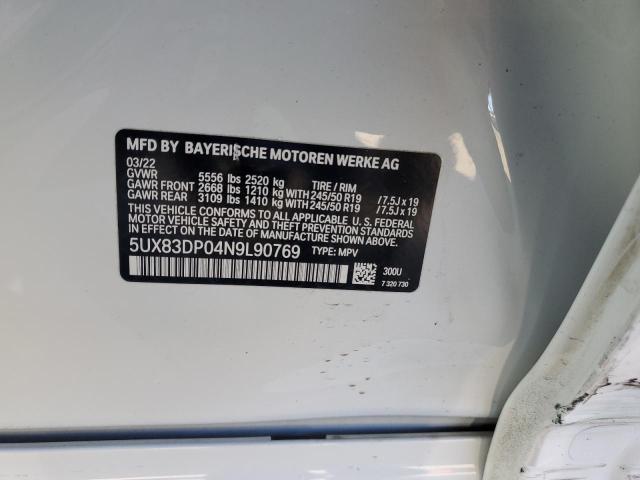 MFD BY BAYERISCHE MOTOREN WERKE AG
03/22
GVWR 5556 lbs 2520 kg TIRE / RIM
GAWR FRONT 2668 lbs 1210 kg WITH 245/50 R19 / 7.5J x 19
GAWR REAR 3109 lbs 1410 kg WITH 245/50 R19 / 7.5J x 19
THIS VEHICLE CONFORMS TO ALL APPLICABLE U.S. FEDERAL
MOTOR VEHICLE SAFETY AND THEFT PREVENTION
STANDARDS IN EFFECT ON THE DATE OF MANUFACTURE SHOWN ABOVE.
5UX83DP04N9L90769 TYPE: MPV
300U
7 320 730